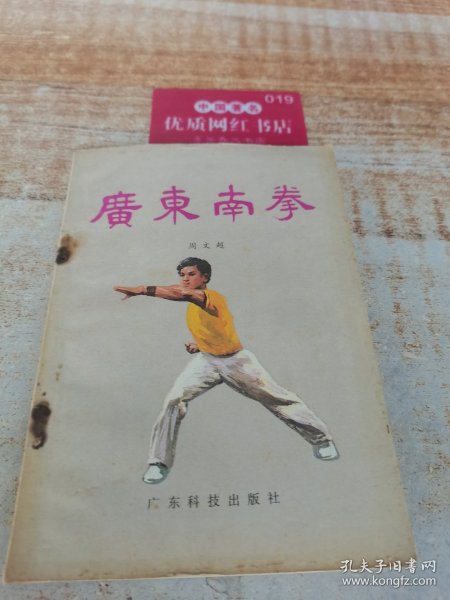 019
中国著名
优质网红书店
廣東南拳
周文超
广东科技出版社
孔夫子旧书网
www.kongfz.com